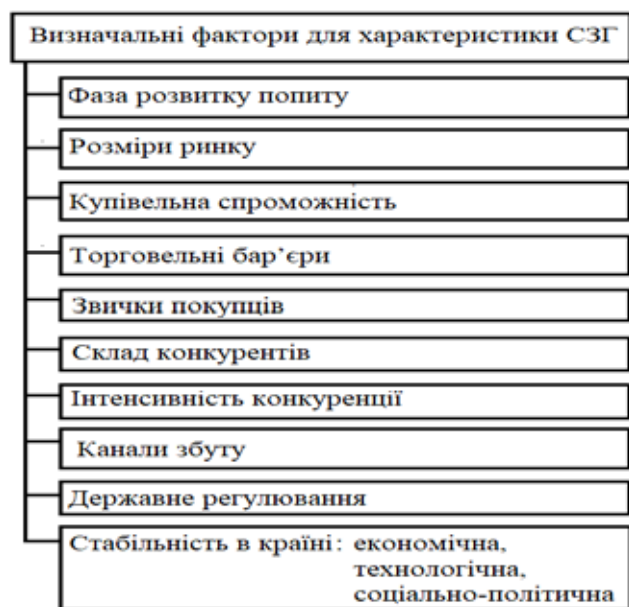 Визначальні фактори для характеристики СЗГ
Фаза розвитку попиту
Розміри ринку
Купівельна спроможність
Торговельні бар’єри
Звички покупців
Склад конкурентів
Інтенсивність конкуренції
Канали збуту
Державне регулювання
Стабільність в країні: економічна,
технологічна,
соціально-політична